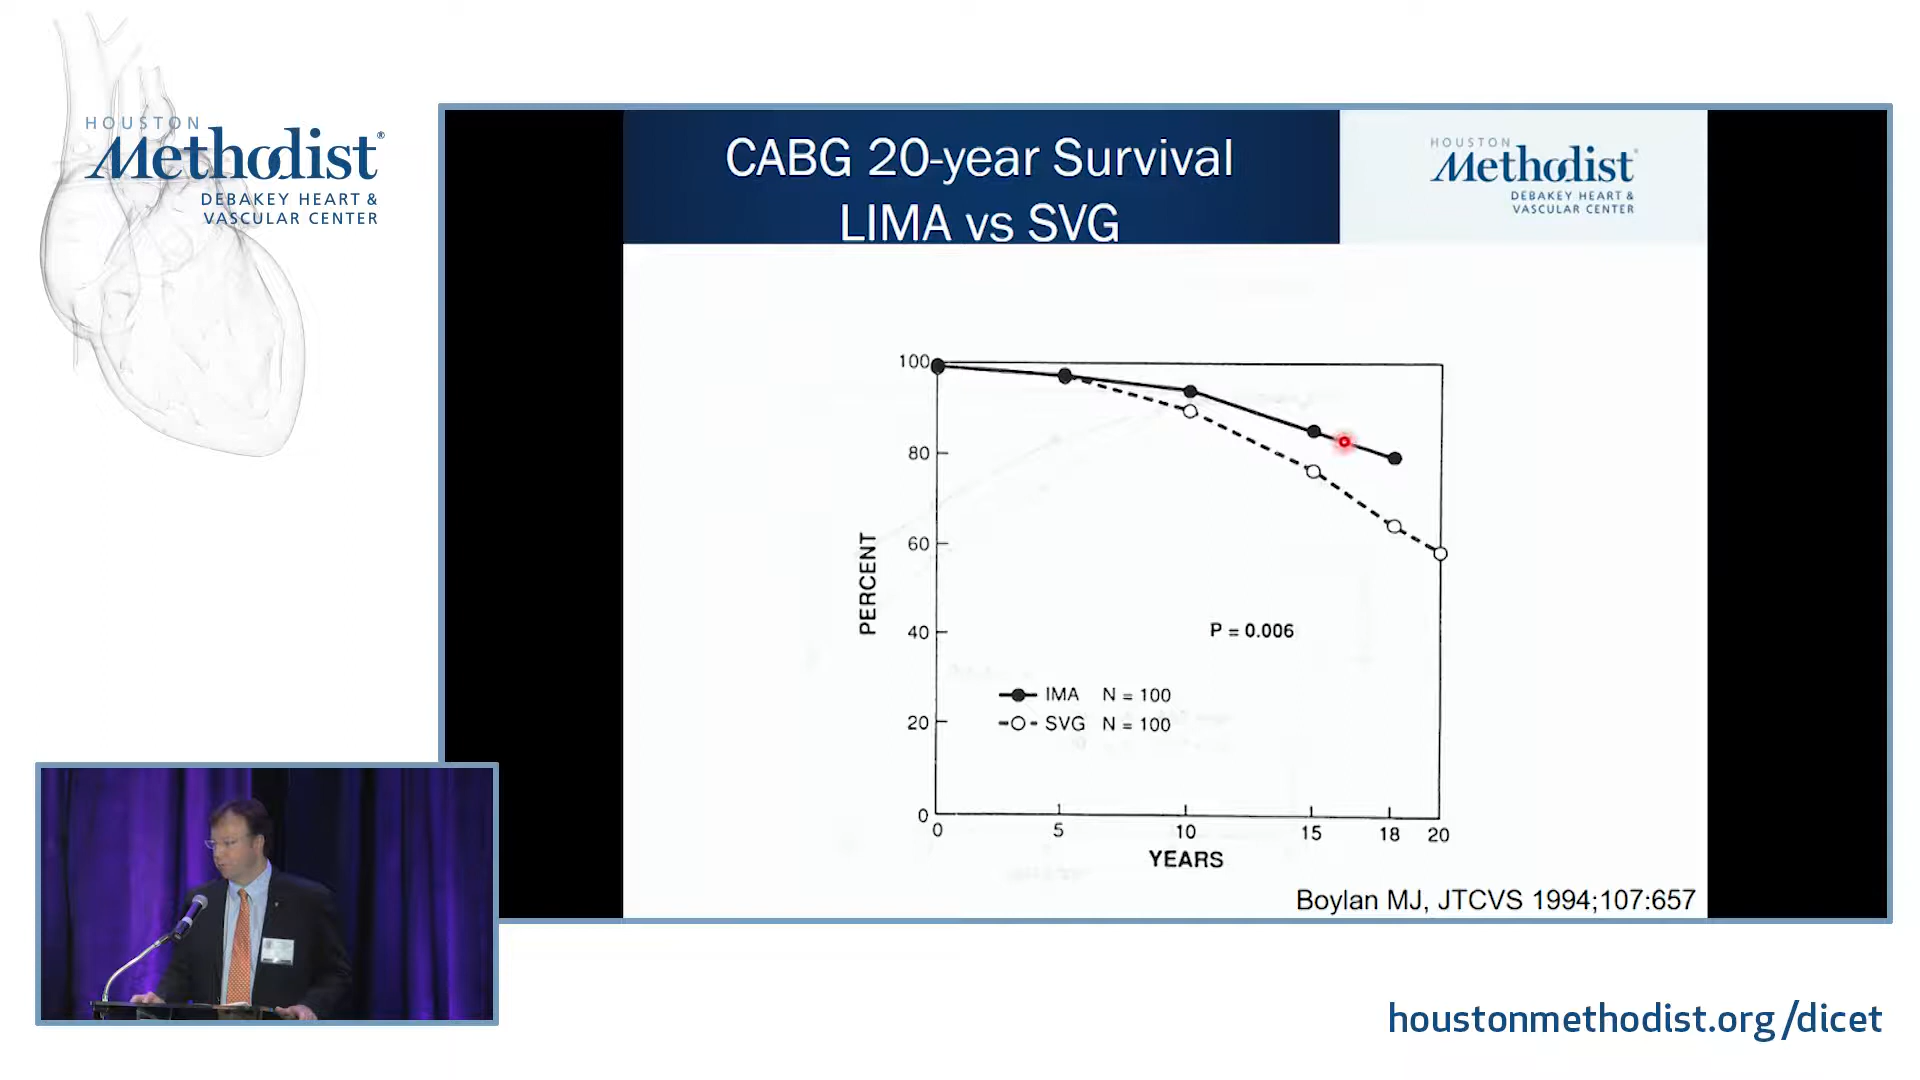 HOUSTON
Methodist®
DEBAKEY HEART &
VASCULAR CENTER
CABG 20-year Survival
LIMA vs SVG
HOUSTON
Methodist®
DEBAKEY HEART &
VASCULAR CENTER
100
80
60
40
20
0
PERCENT
P = 0.006
IMA N = 100
SVG N = 100
0 5 10 15 18 20
YEARS
Boylan MJ, JTCVS 1994;107:657
houstonmethodist.org/dicet